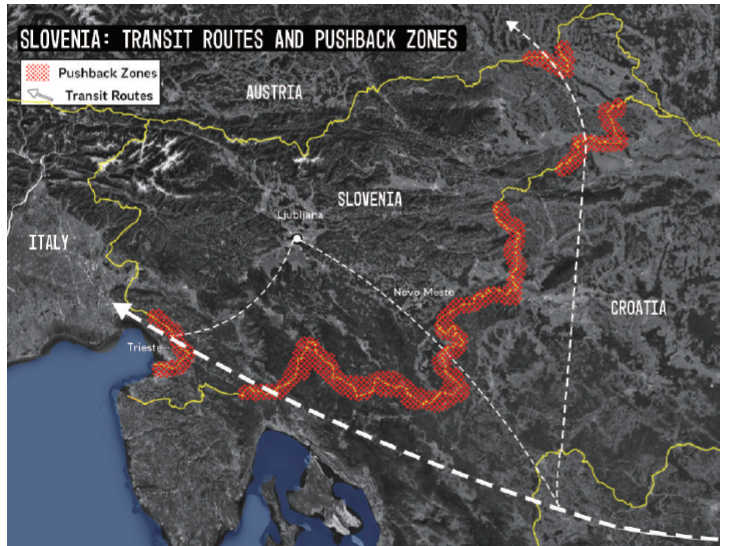 SLOVENIA: TRANSIT ROUTES AND PUSHBACK ZONES
Pushback Zones
Transit Routes
AUSTRIA
SLOVENIA
Ljubljana
ITALY
Novo Mesto
CROATIA
Trieste